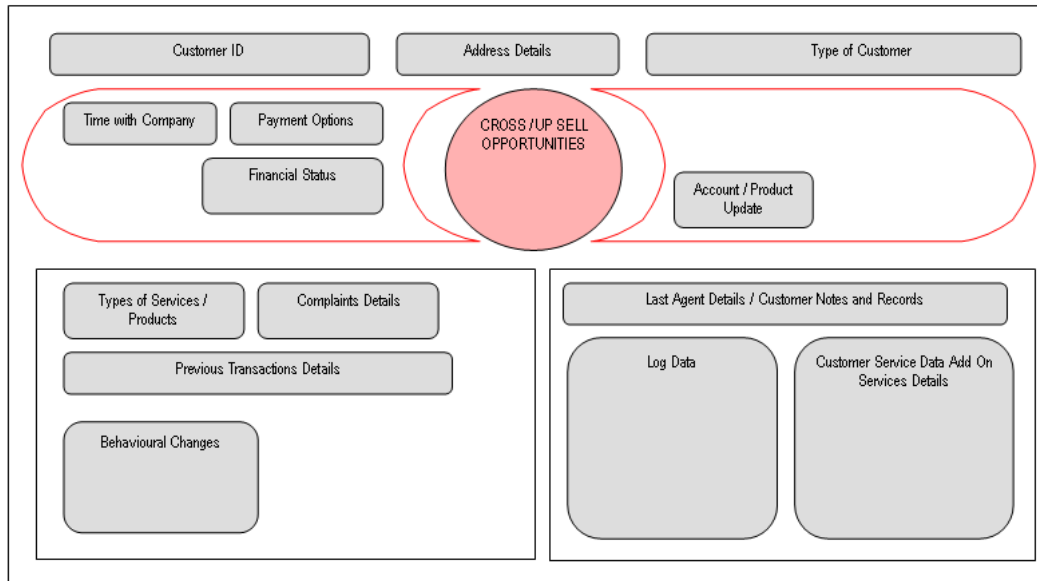 Customer ID
Address Details
Type of Customer
Time with Company
Payment Options
CROSS / UP SELL
OPPORTUNITIES
Financial Status
Account / Product
Update
Types of Services /
Products
Complaints Details
Last Agent Details / Customer Notes and Records
Previous Transactions Details
Log Data
Customer Service Data Add On
Services Details
Behavioural Changes